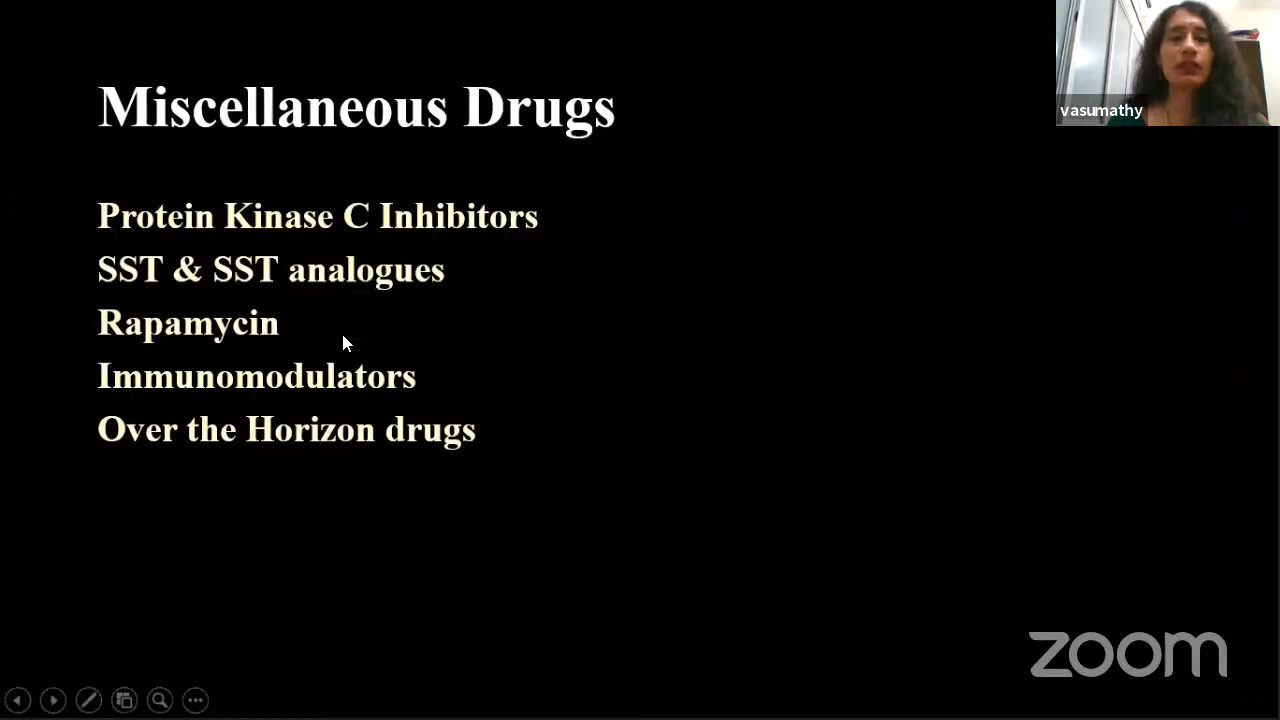 Miscellaneous Drugs
vasumathy
Protein Kinase C Inhibitors
SST & SST analogues
Rapamycin
Immunomodulators
Over the Horizon drugs
zoom